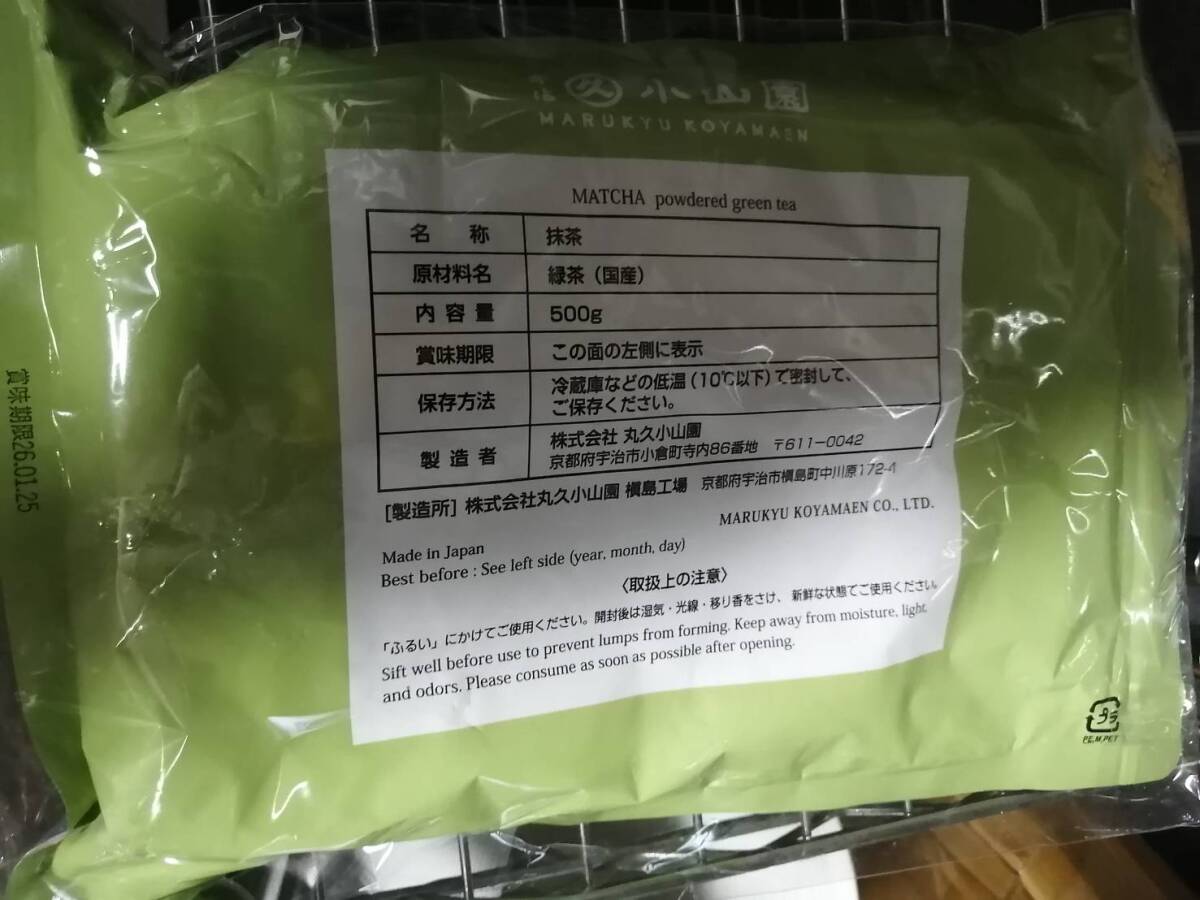 宇治 久 小山園
MARUKYU KOYAMAEN
MATCHA powdered green tea
名 称 抹茶
原材料名 緑茶（国産）
内容量 500g
賞味期限 この面の左側に表示
保存方法 冷蔵庫などの低温（10℃以下）で密封して、
ご保存ください。
製造者 株式会社 丸久小山園
京都府宇治市小倉町寺内86番地 〒611-0042
[製造所] 株式会社丸久小山園 槇島工場 京都府宇治市槇島町中川原172-4
MARUKYU KOYAMAEN CO., LTD.
Made in Japan
Best before : See left side (year, month, day)
〈取扱上の注意〉
「ふるい」にかけてご使用ください。開封後は湿気・光線・移り香をさけ、新鮮な状態でご使用ください。
Sift well before use to prevent lumps from forming. Keep away from moisture, light,
and odors. Please consume as soon as possible after opening.
賞味期限26.01.25
プラ
PE,M,PET